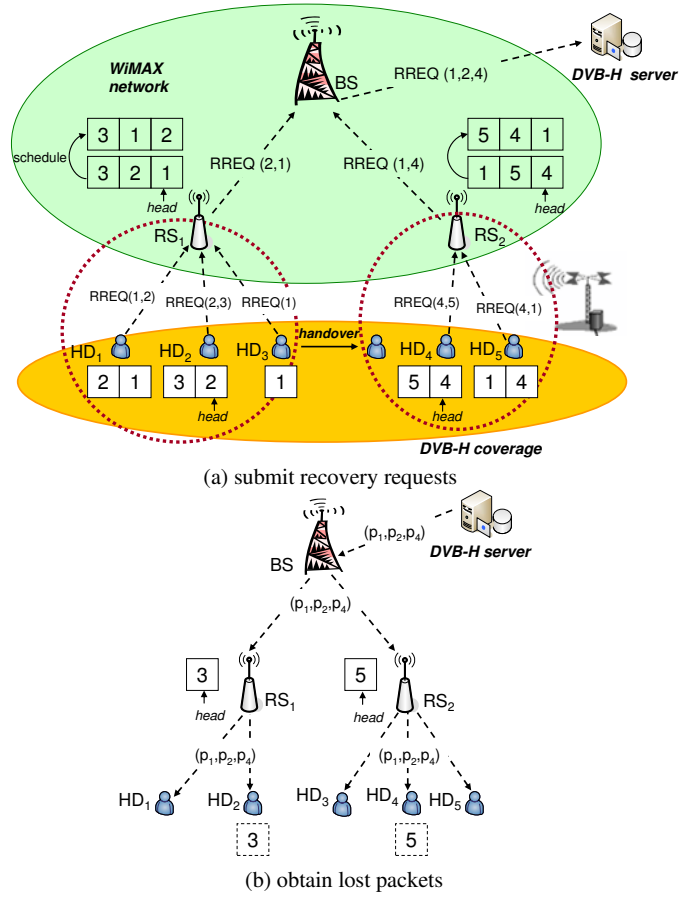 WiMAX network
BS
RREQ (1,2,4)
DVB-H server
3 1 2
schedule
3 2 1
head
RREQ (2,1)
RREQ (1,4)
5 4 1
1 5 4
head
RS1
RS2
RREQ(1,2)
RREQ(2,3)
RREQ(1)
RREQ(4,5)
RREQ(4,1)
handover
HD1
HD2
HD3
HD4
HD5
2 1
3 2
head
1
5 4
head
1 4
DVB-H coverage
(a) submit recovery requests
BS
(p1,p2,p4)
DVB-H server
(p1,p2,p4)
3
head
RS1
5
head
RS2
(p1,p2,p4)
(p1,p2,p4)
HD1
HD2
HD3
HD4
HD5
3
5
(b) obtain lost packets